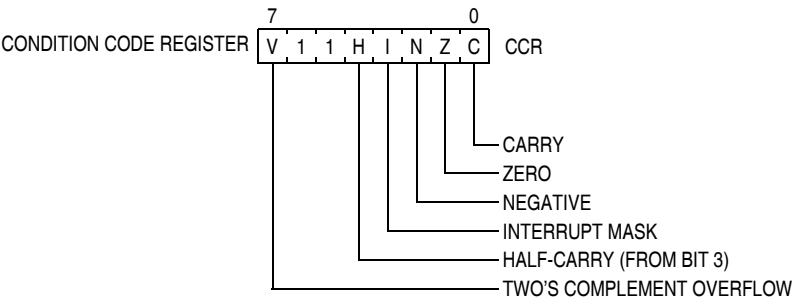 7 0
CONDITION CODE REGISTER V 1 1 H I N Z C CCR
CARRY
ZERO
NEGATIVE
INTERRUPT MASK
HALF-CARRY (FROM BIT 3)
TWO'S COMPLEMENT OVERFLOW